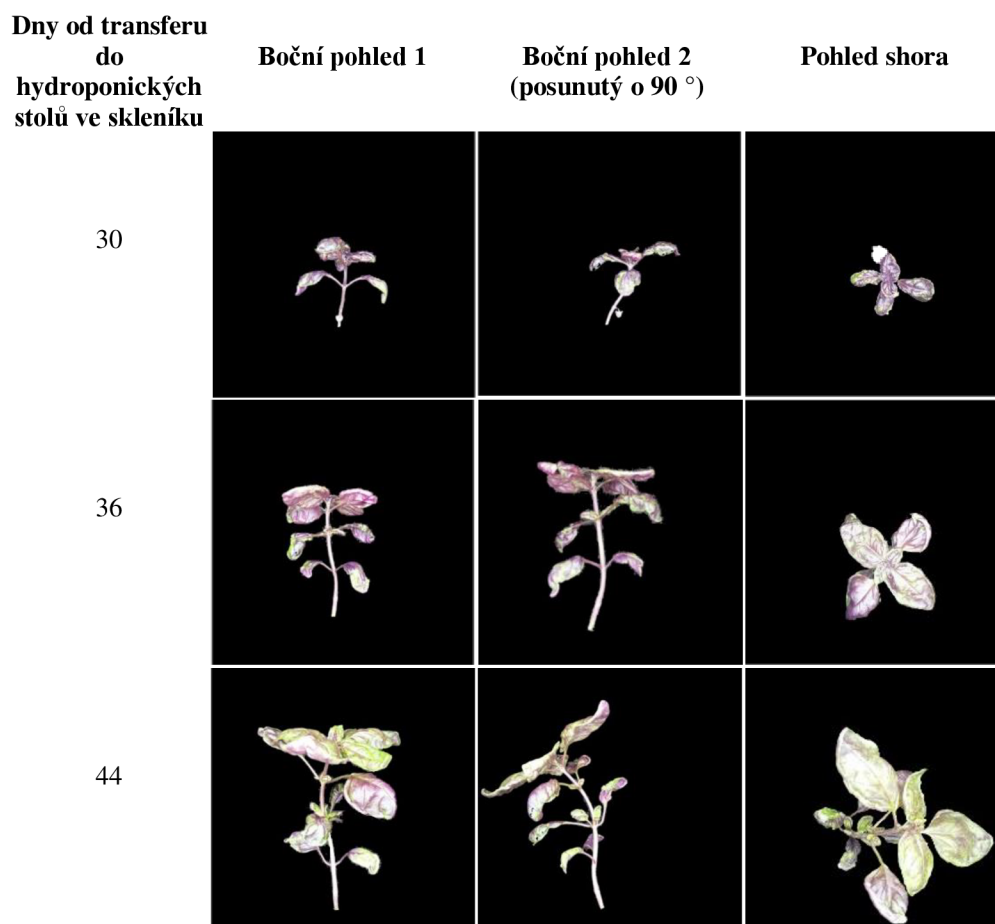 Dny od transferu
do
hydroponických
stolů ve skleníku
Boční pohled 1
Boční pohled 2
(posunutý o 90 °)
Pohled shora
30
36
44